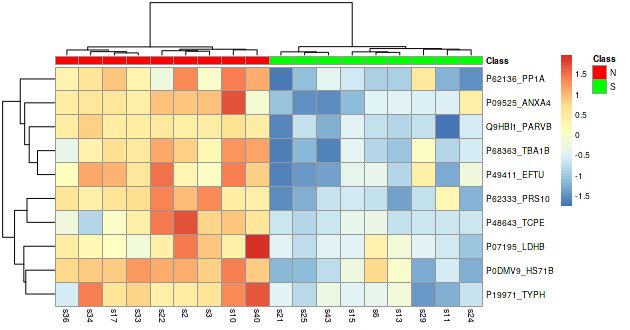 Class
P62136_PP1A
P09525_ANXA4
Q9HBI1_PARVB
P68363_TBA1B
P49411_EFTU
P62333_PRS10
P48643_TCPE
P07195_LDHB
P0DMV9_HS71B
P19971_TYPH
s36 s34 s17 s33 s22 s2 s3 s10 s40 s21 s25 s43 s15 s6 s13 s29 s11 s24
1.5
1
0.5
0
-0.5
-1
-1.5
Class
N
S